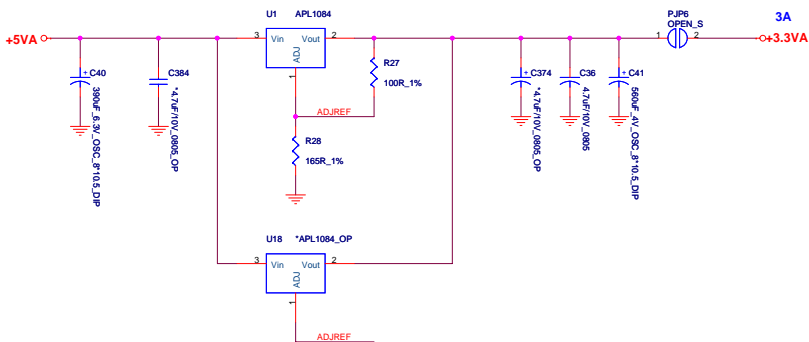 U1 APL1084
PJP6
OPEN_S
3A
+5VA
3 Vin Vout 2
ADJ
1
1 2
+3.3VA
+ C40
390uF_6.3V_OSC_8*10.5_DIP
C384
*4.7uF/10V_0805_OP
R27
100R_1%
ADJREF
R28
165R_1%
+ C374
*4.7uF/10V_0805_OP
C36
4.7uF/10V_0805
+ C41
560uF_4V_OSC_8*10.5_DIP
U18 *APL1084_OP
3 Vin Vout 2
ADJ
1
ADJREF